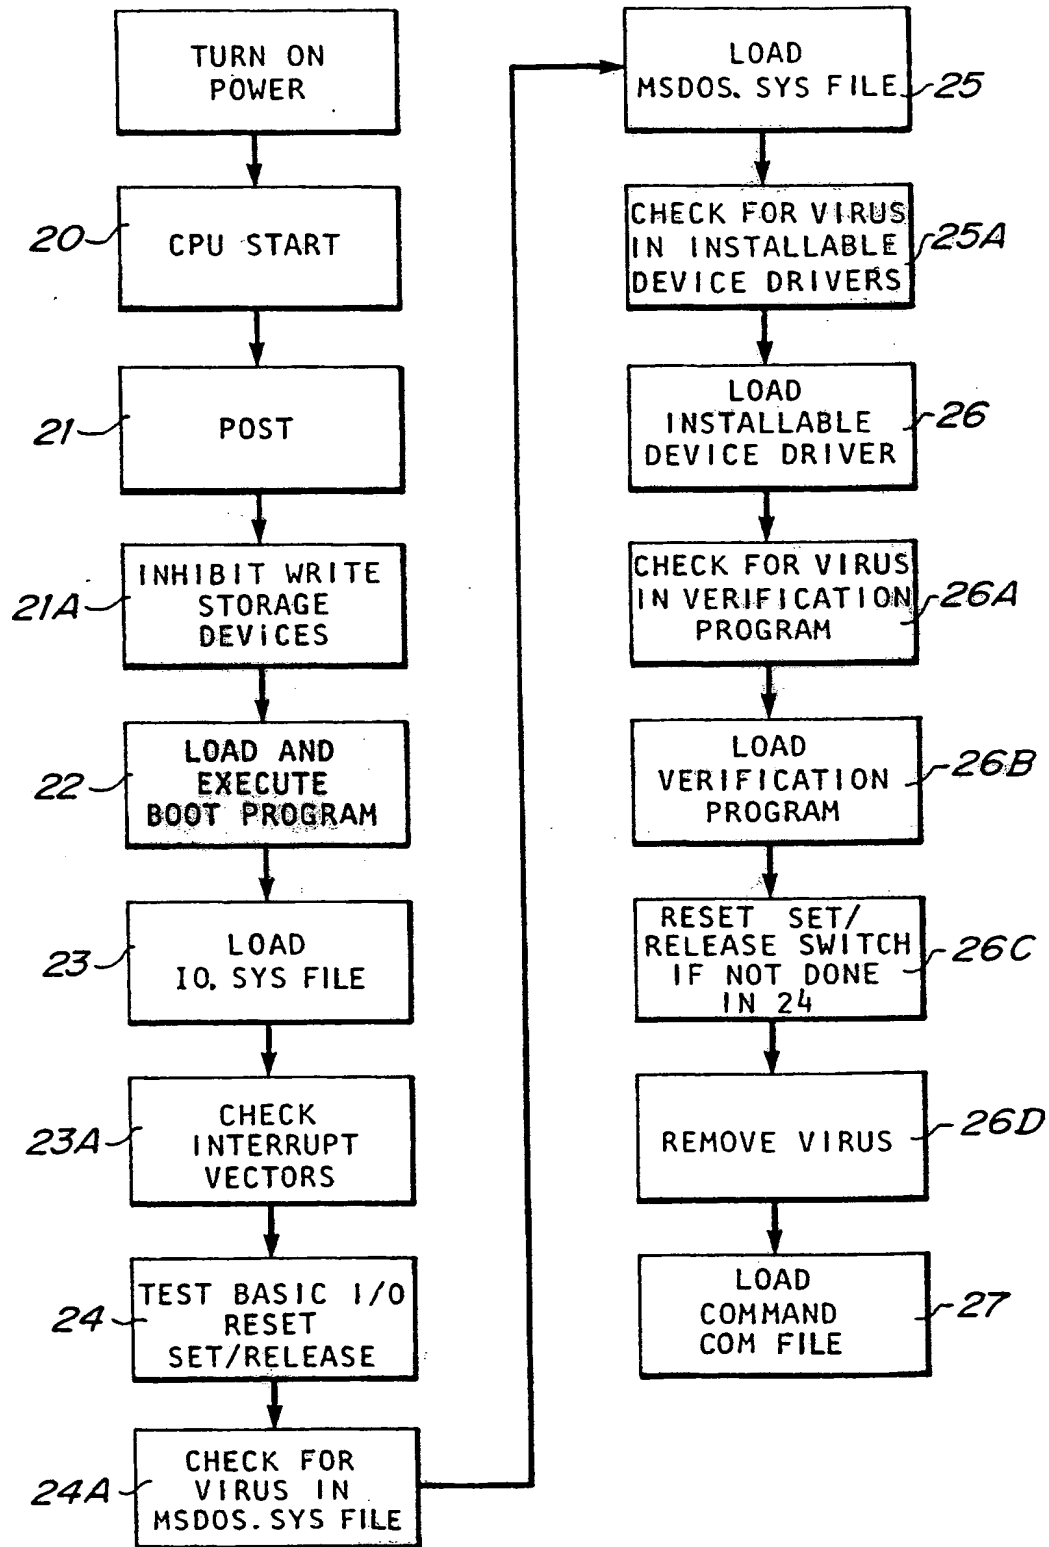 TURN ON
POWER
20
CPU START
21
POST
21A
INHIBIT WRITE
STORAGE
DEVICES
22
LOAD AND
EXECUTE
BOOT PROGRAM
23
LOAD
IO. SYS FILE
23A
CHECK
INTERRUPT
VECTORS
24
TEST BASIC I/O
RESET
SET/RELEASE
24A
CHECK FOR
VIRUS IN
MSDOS. SYS FILE
LOAD
MSDOS. SYS FILE
25
CHECK FOR VIRUS
IN INSTALLABLE
DEVICE DRIVERS
25A
LOAD
INSTALLABLE
DEVICE DRIVER
26
CHECK FOR VIRUS
IN VERIFICATION
PROGRAM
26A
LOAD
VERIFICATION
PROGRAM
26B
RESET SET/
RELEASE SWITCH
IF NOT DONE
IN 24
26C
REMOVE VIRUS
26D
LOAD
COMMAND
COM FILE
27